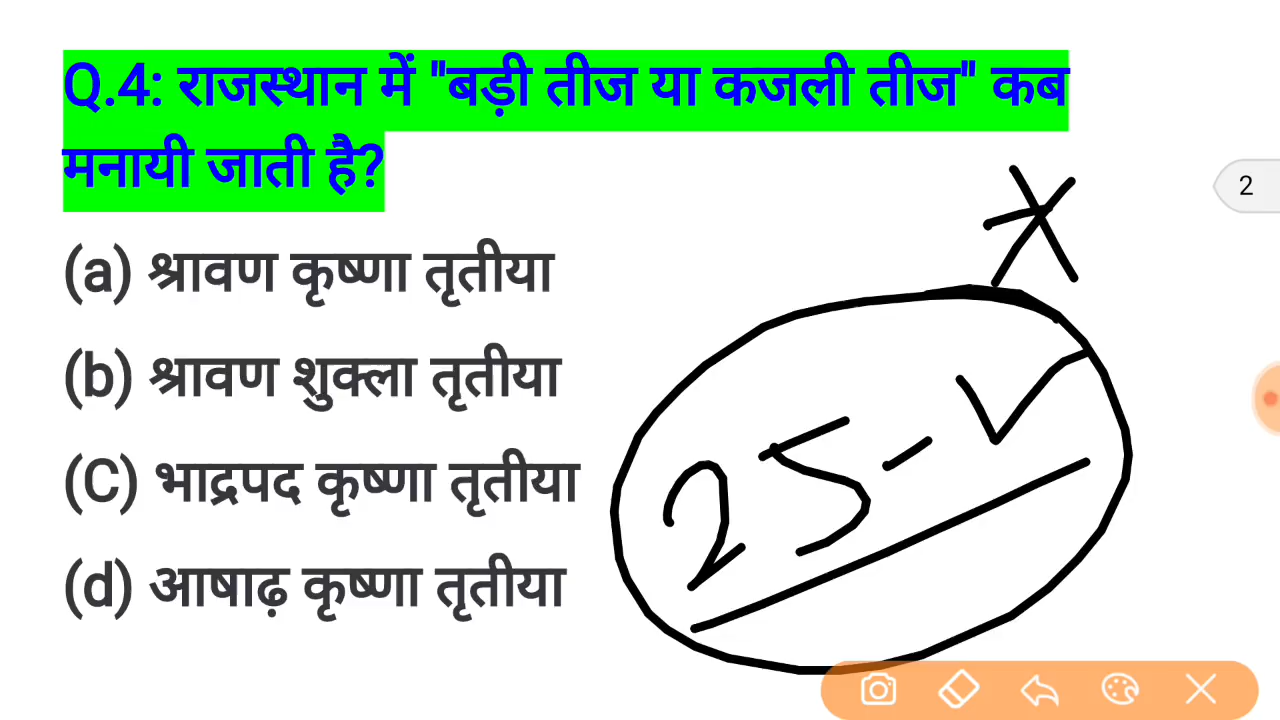 Q.4: राजस्थान में "बड़ी तीज या कजली तीज" कब
मनायी जाती है?
2
(a) श्रावण कृष्णा तृतीया
(b) श्रावण शुक्ला तृतीया
(C) भाद्रपद कृष्णा तृतीया
(d) आषाढ़ कृष्णा तृतीया
25-✓